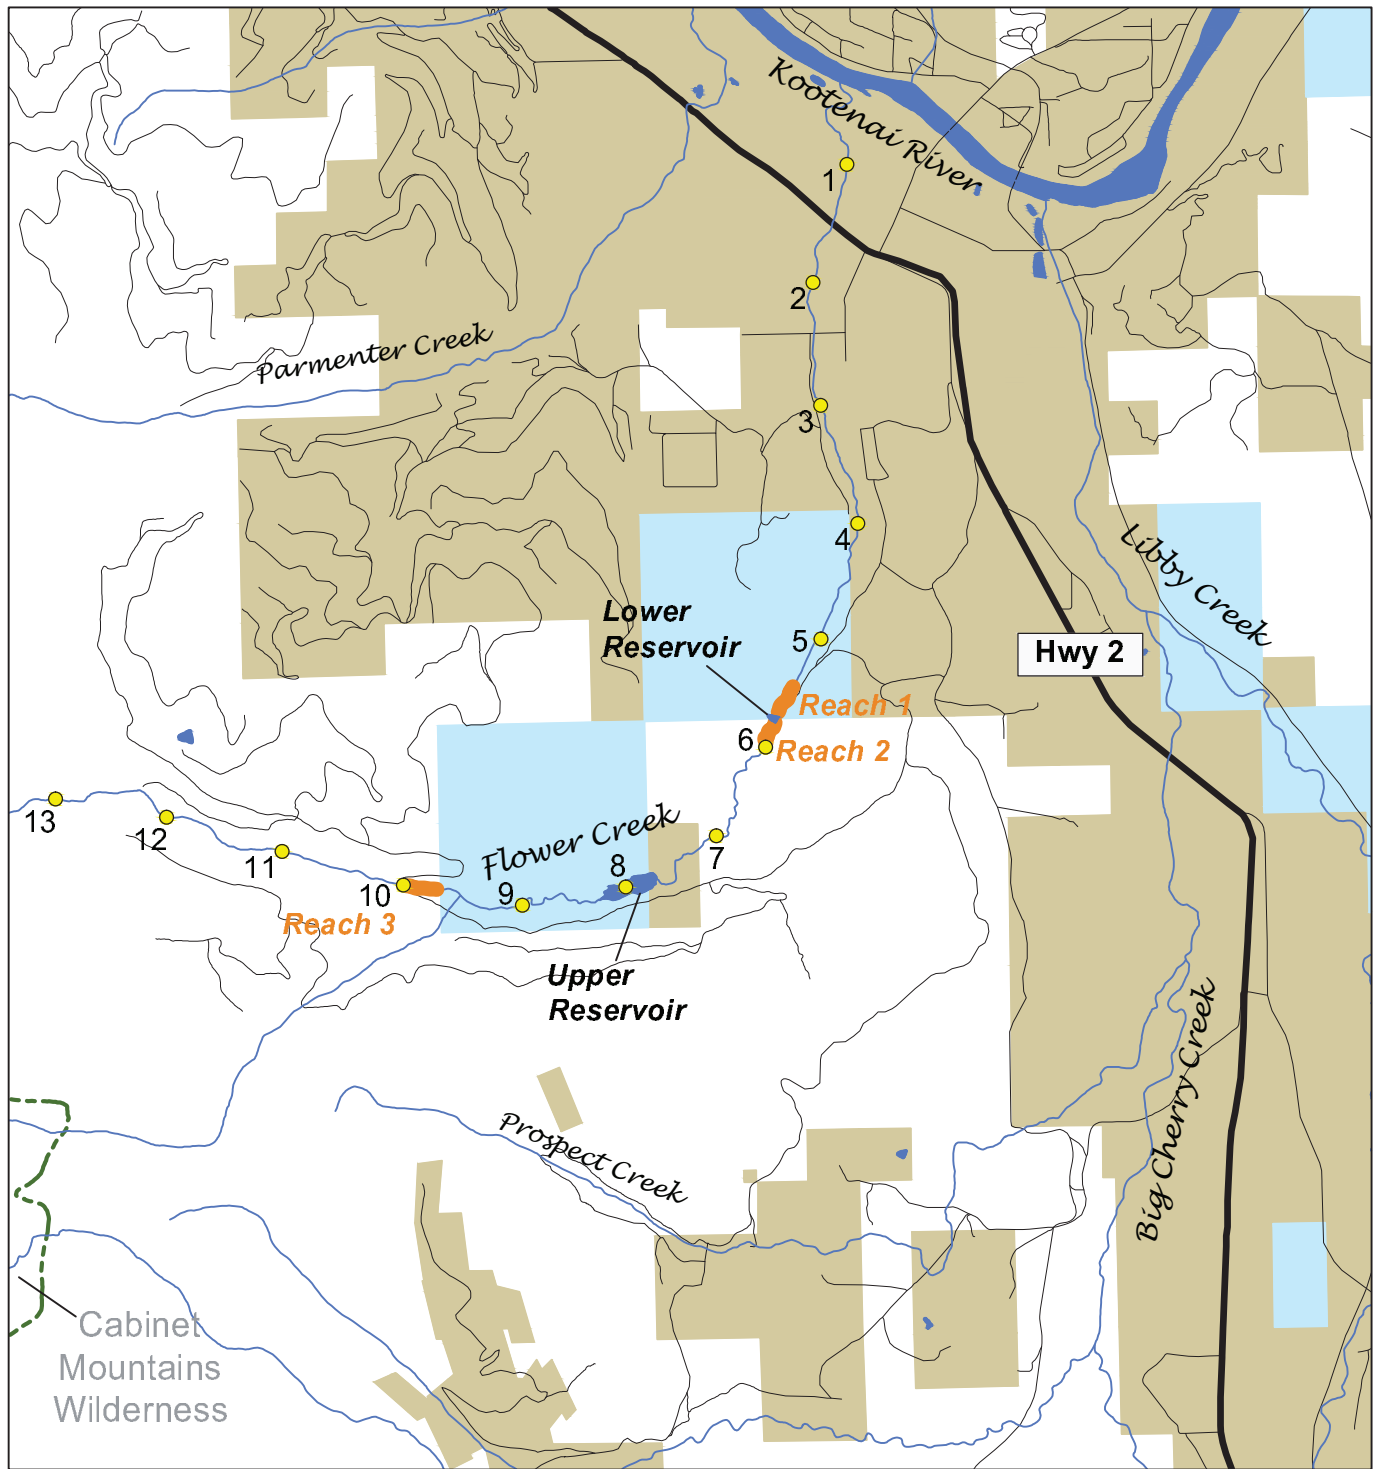 Kootenai River
1
2
Parmenter Creek
3
4
Libby Creek
Lower
Reservoir
5
Hwy 2
Reach 1
6
Reach 2
13
12
11
10
Flower Creek
9
8
7
Reach 3
Upper
Reservoir
Big Cherry Creek
Prospect Creek
Cabinet
Mountains
Wilderness